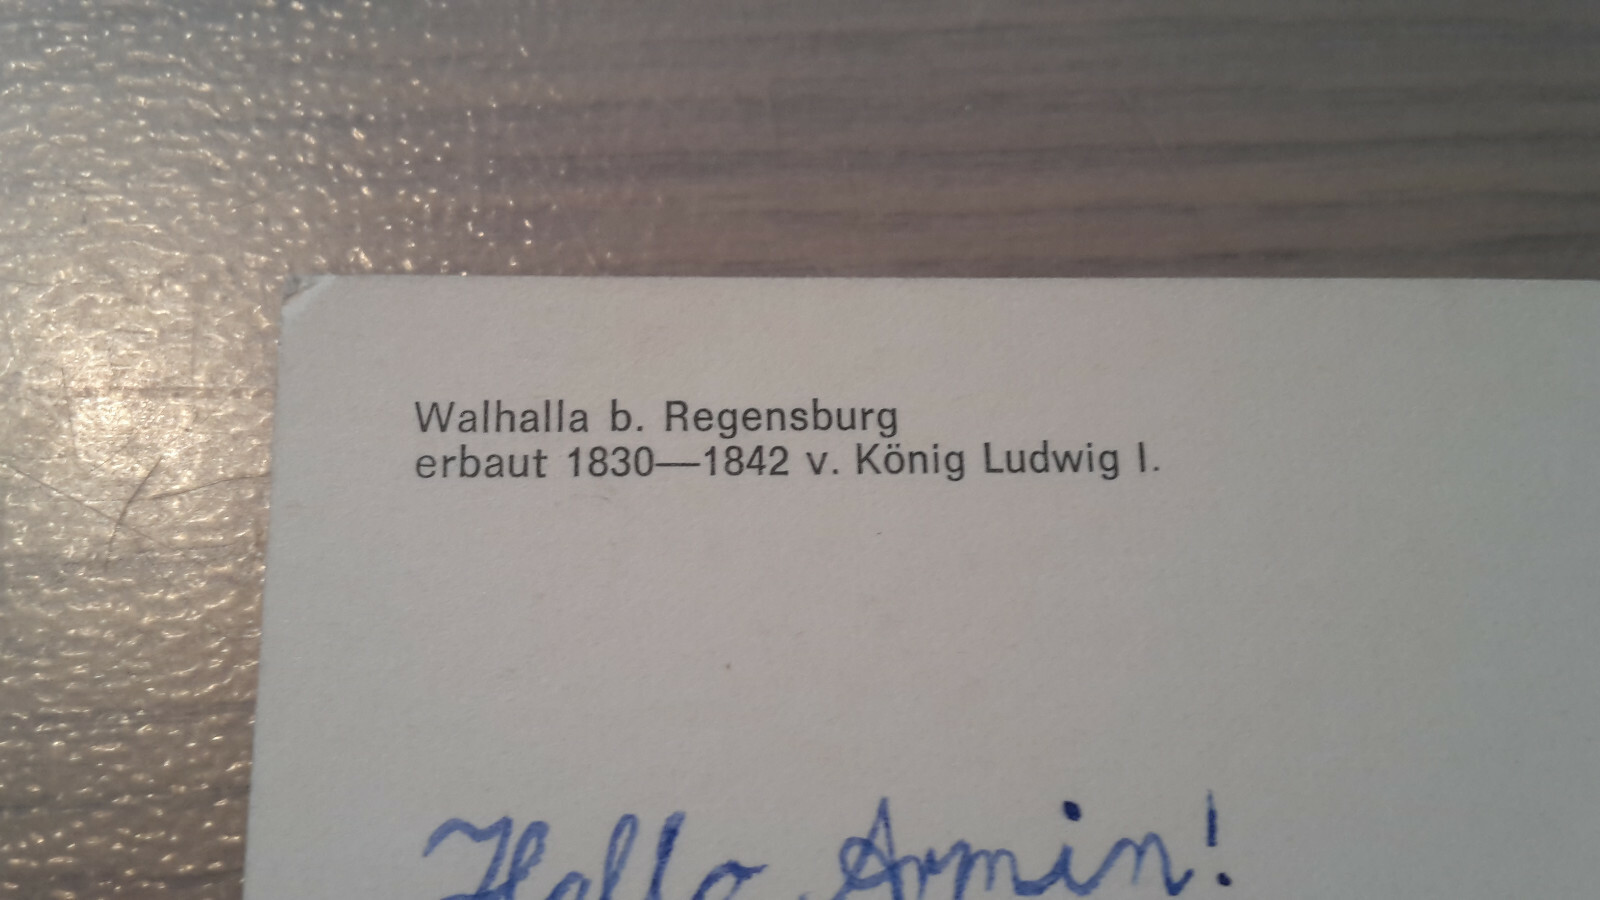 Walhalla b. Regensburg
erbaut 1830—1842 v. König Ludwig I.
Hallo Armin!